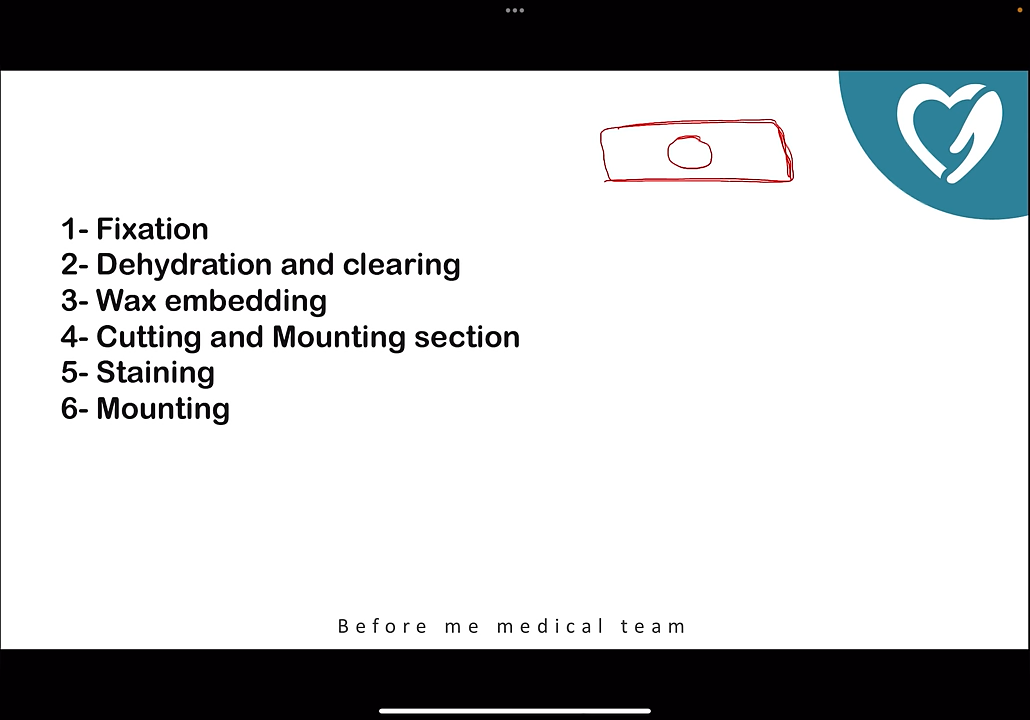 1- Fixation
2- Dehydration and clearing
3- Wax embedding
4- Cutting and Mounting section
5- Staining
6- Mounting
Before me medical team